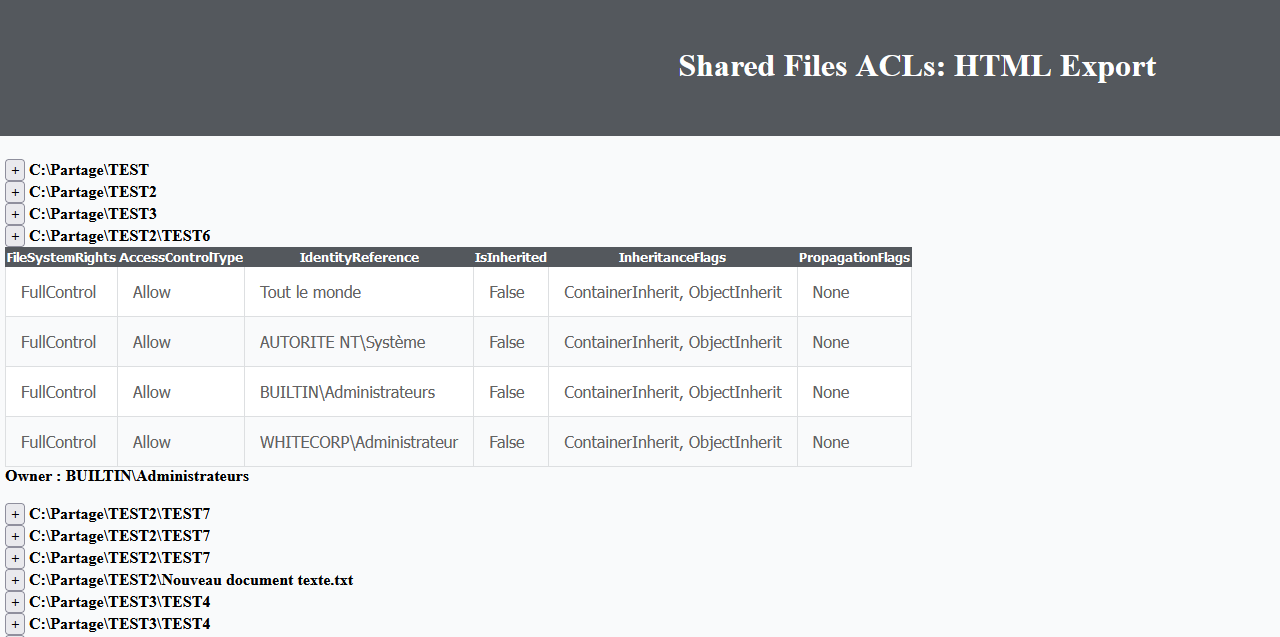 Shared Files ACLs: HTML Export
+ C:\Partage\TEST
+ C:\Partage\TEST2
+ C:\Partage\TEST3
+ C:\Partage\TEST2\TEST6
FileSystemRights AccessControlType IdentityReference IsInherited InheritanceFlags PropagationFlags
FullControl Allow Tout le monde False ContainerInherit, ObjectInherit None
FullControl Allow AUTORITE NT\Système False ContainerInherit, ObjectInherit None
FullControl Allow BUILTIN\Administrateurs False ContainerInherit, ObjectInherit None
FullControl Allow WHITECORP\Administrateur False ContainerInherit, ObjectInherit None
Owner : BUILTIN\Administrateurs
+ C:\Partage\TEST2\TEST7
+ C:\Partage\TEST2\TEST7
+ C:\Partage\TEST2\TEST7
+ C:\Partage\TEST2\Nouveau document texte.txt
+ C:\Partage\TEST3\TEST4
+ C:\Partage\TEST3\TEST4